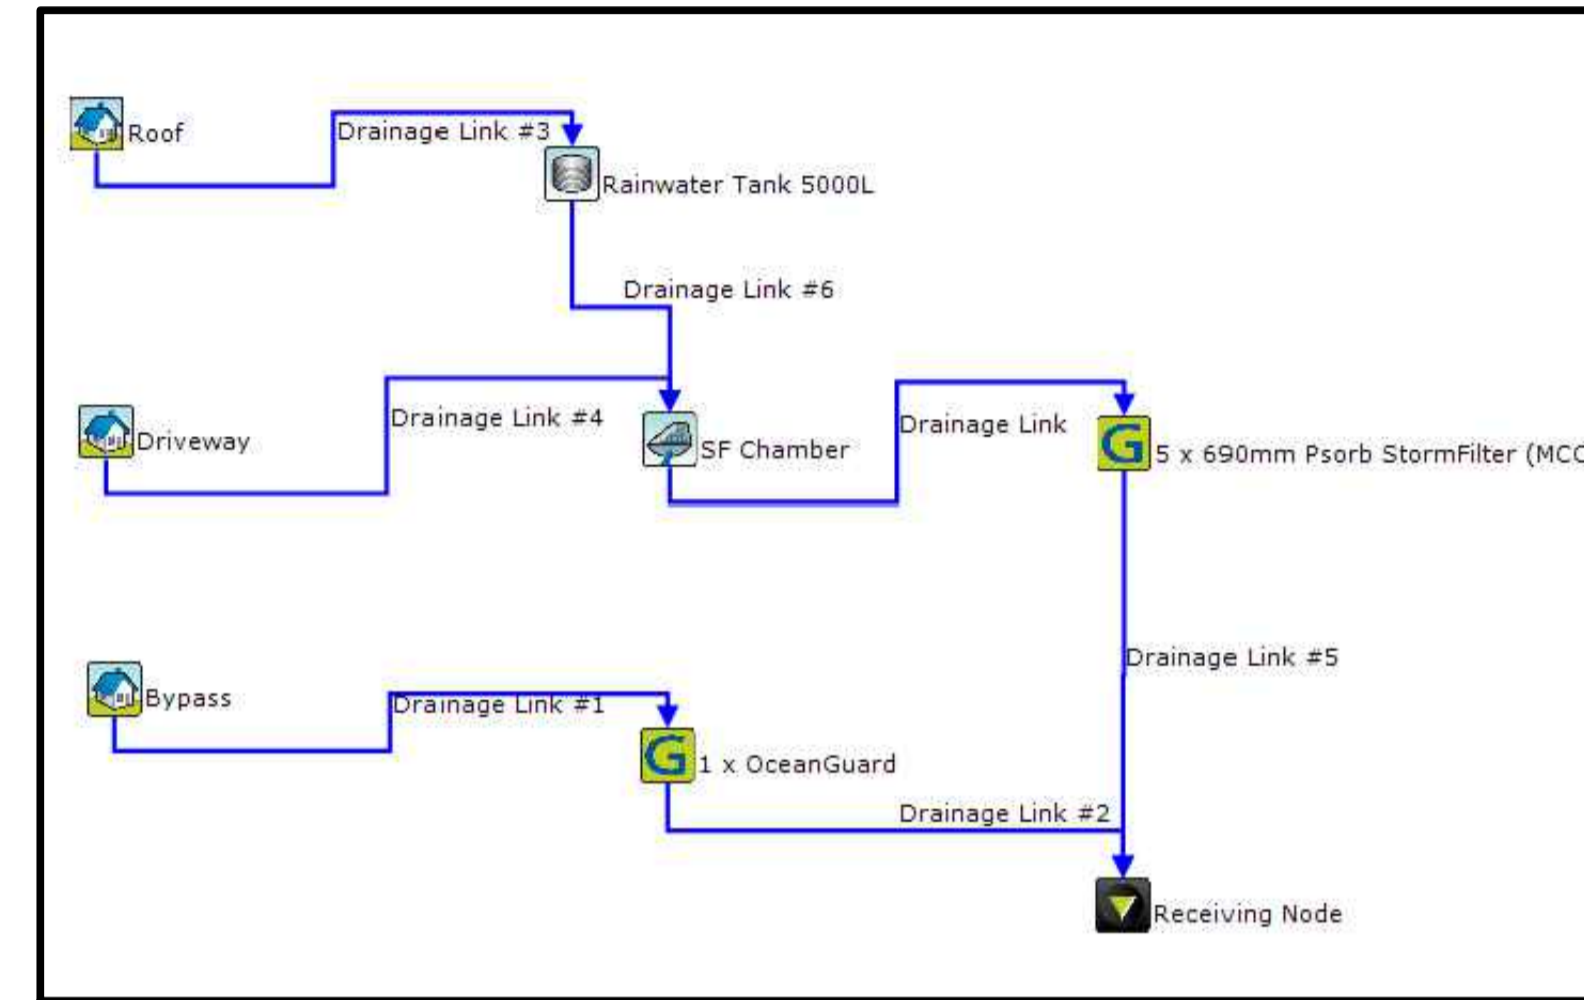 Roof
Drainage Link #3
Rainwater Tank 5000L
Drainage Link #6
Drainage Link #4
Drainage Link
Driveway
SF Chamber
5 x 690mm Psorb StormFilter (MCC
Drainage Link #5
Bypass
Drainage Link #1
1 x OceanGuard
Drainage Link #2
Receiving Node